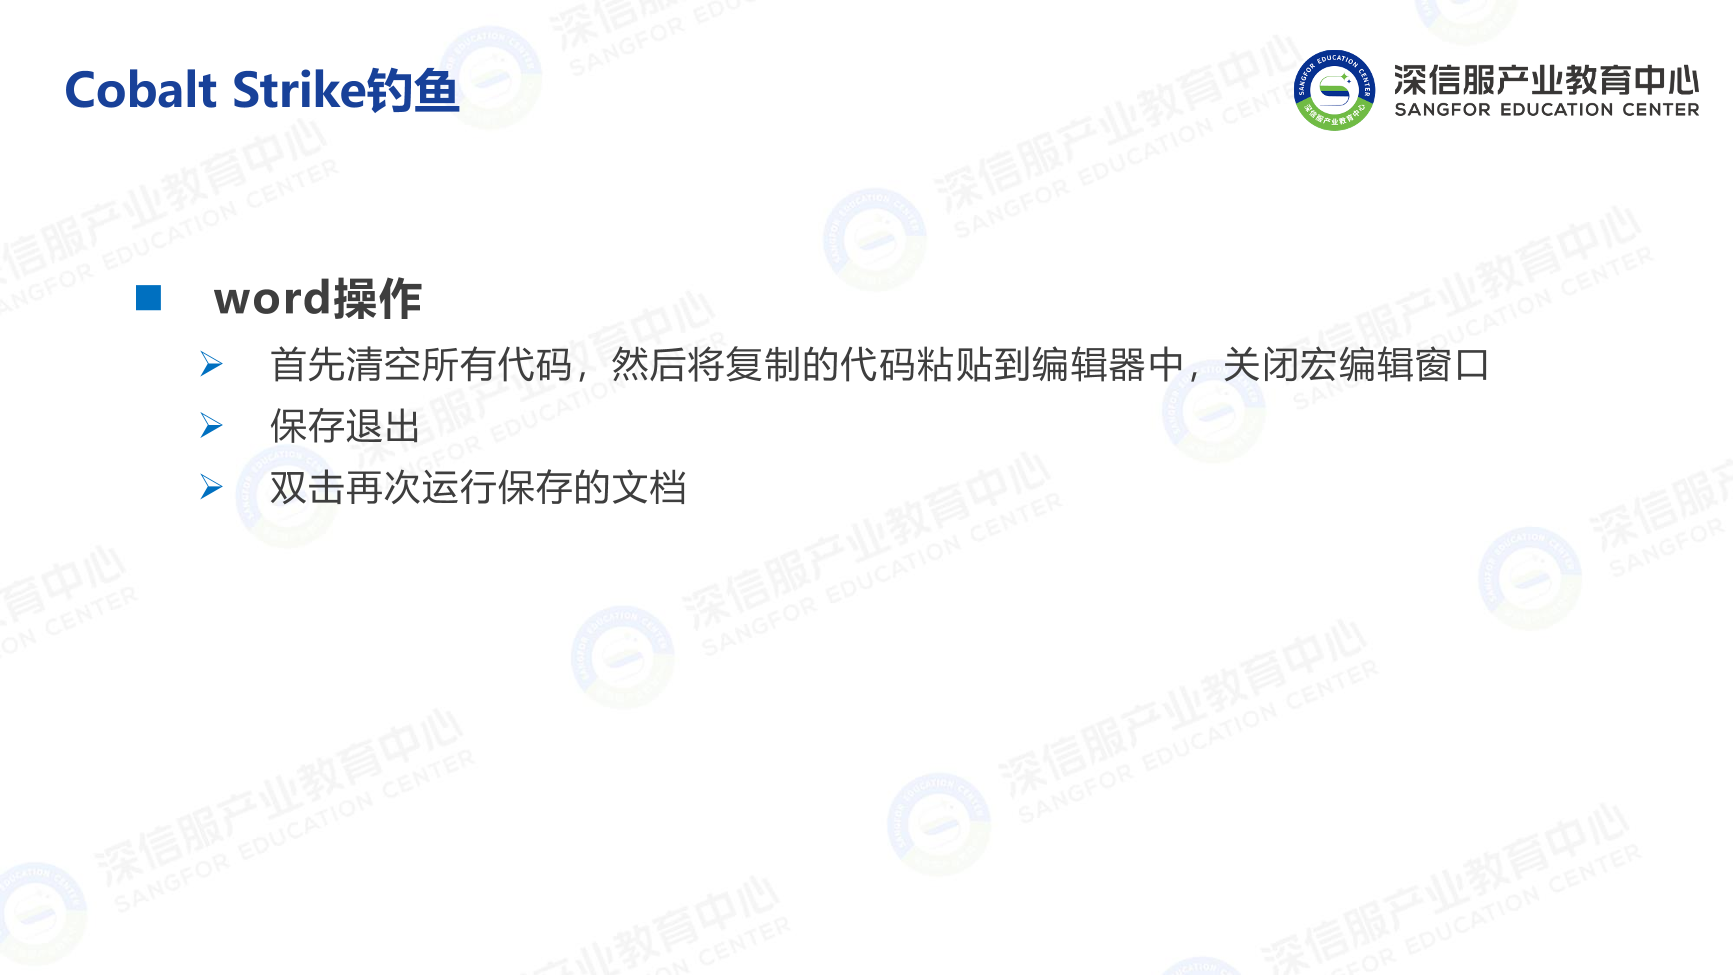 Cobalt Strike钓鱼
深信服产业教育中心
SANGFOR EDUCATION CENTER
word操作
首先清空所有代码，然后将复制的代码粘贴到编辑器中，关闭宏编辑窗口
保存退出
双击再次运行保存的文档